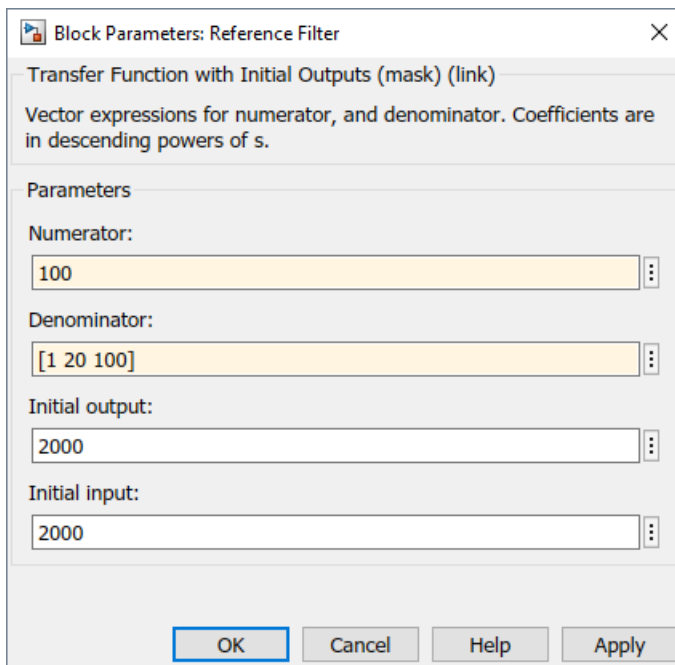 Block Parameters: Reference Filter
Transfer Function with Initial Outputs (mask) (link)
Vector expressions for numerator, and denominator. Coefficients are
in descending powers of s.
Parameters
Numerator:
100
Denominator:
[1 20 100]
Initial output:
2000
Initial input:
2000
OK Cancel Help Apply